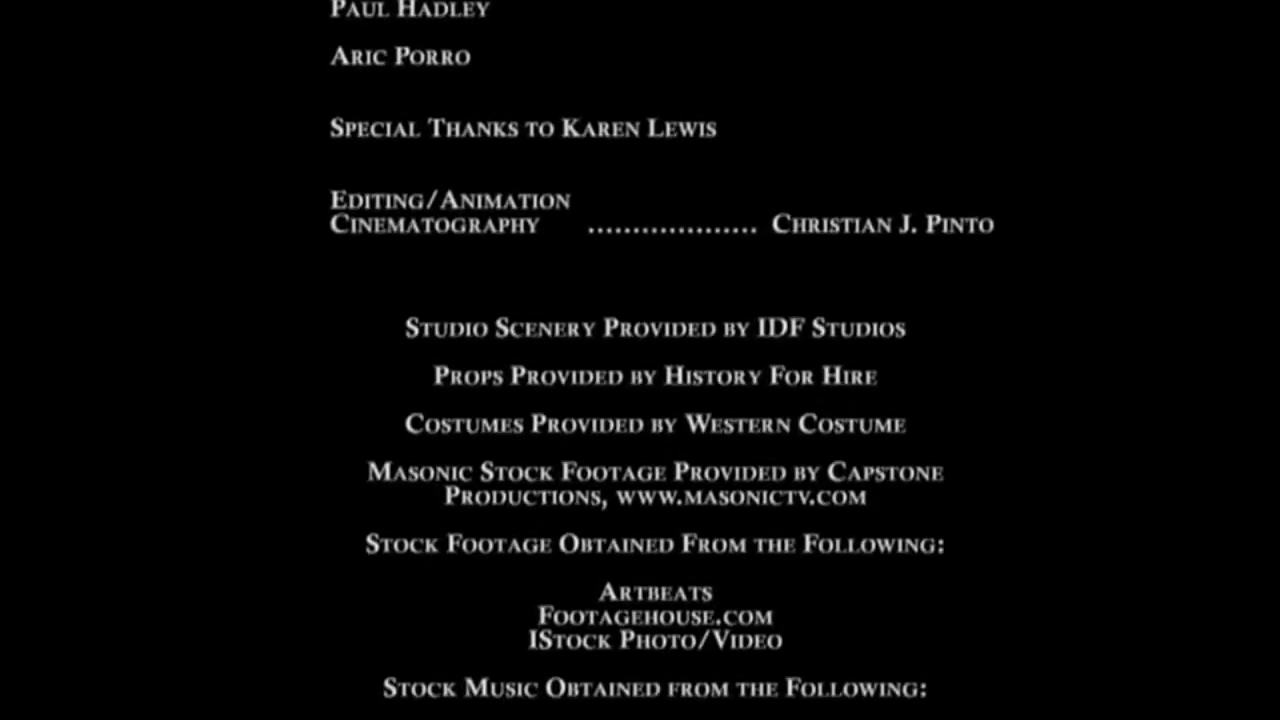 Paul Hadley
Aric Porro
Special Thanks to Karen Lewis
Editing/Animation
Cinematography ................... Christian J. Pinto
Studio Scenery Provided by IDF Studios
Props Provided by History For Hire
Costumes Provided by Western Costume
Masonic Stock Footage Provided by Capstone
Productions, www.masonictv.com
Stock Footage Obtained From the Following:
Artbeats
Footagehouse.com
IStock Photo/Video
Stock Music Obtained from the Following: